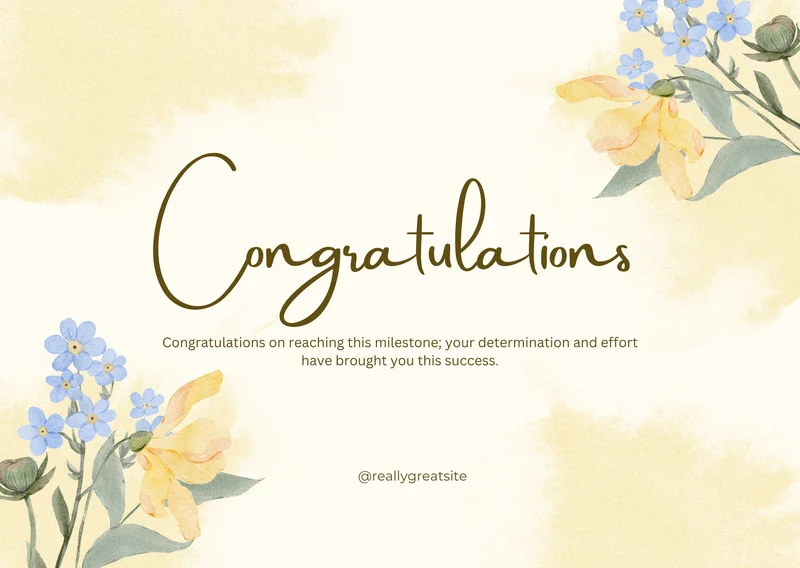 Congratulations
Congratulations on reaching this milestone; your determination and effort
have brought you this success.
@reallygreatsite